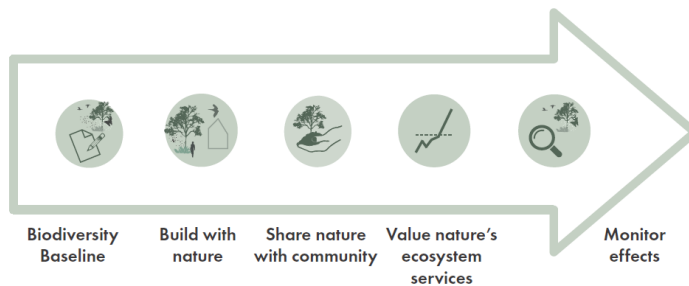 Biodiversity
Baseline
Build with
nature
Share nature
with community
Value nature's
ecosystem
services
Monitor
effects